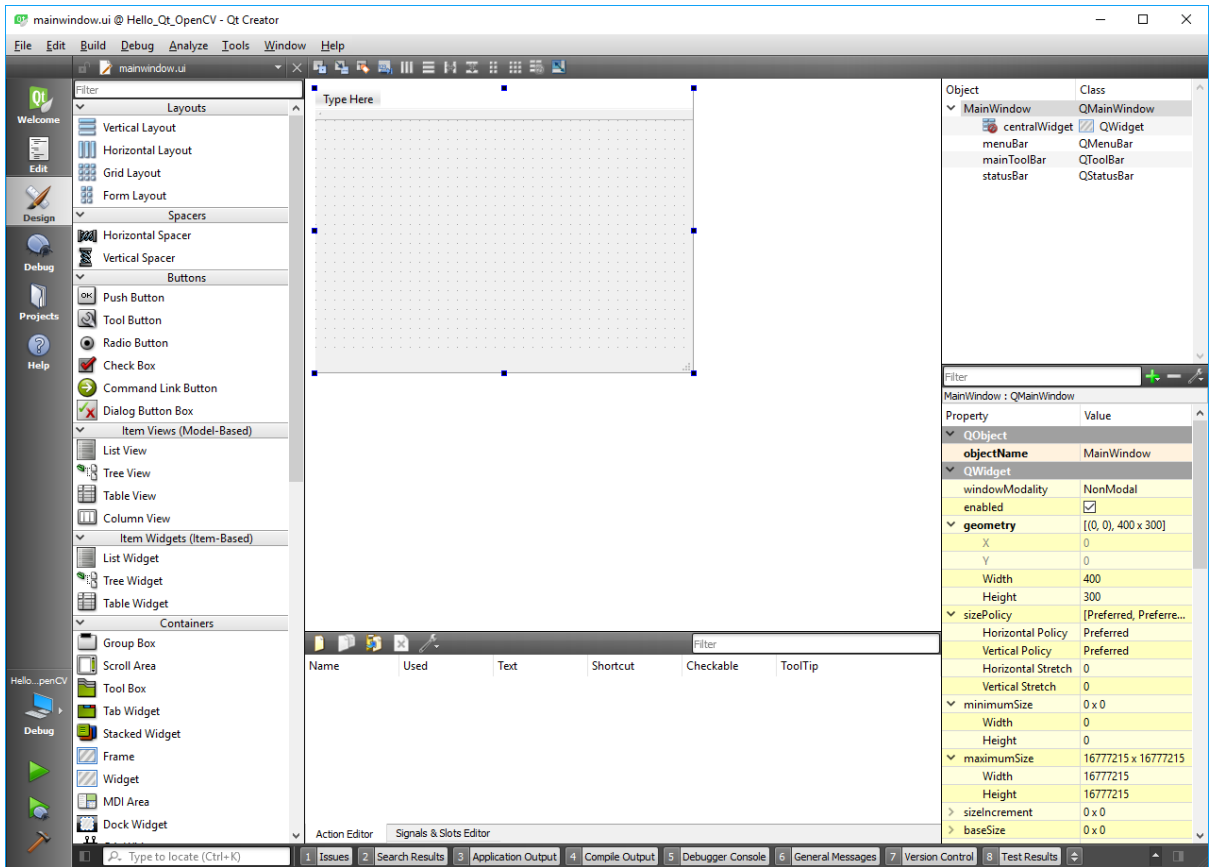 mainwindow.ui @ Hello_Qt_OpenCV - Qt Creator
File Edit Build Debug Analyze Tools Window Help
mainwindow.ui
Welcome
Edit
Design
Debug
Projects
Help
Hello...penCV
Debug
Filter
Layouts
Vertical Layout
Horizontal Layout
Grid Layout
Form Layout
Spacers
Horizontal Spacer
Vertical Spacer
Buttons
OK Push Button
Tool Button
Radio Button
Check Box
Command Link Button
Dialog Button Box
Item Views (Model-Based)
List View
Tree View
Table View
Column View
Item Widgets (Item-Based)
List Widget
Tree Widget
Table Widget
Containers
Group Box
Scroll Area
Tool Box
Tab Widget
Stacked Widget
Frame
Widget
MDI Area
Dock Widget
Type Here
Filter
Name Used Text Shortcut Checkable ToolTip
Action Editor Signals & Slots Editor
Object Class
MainWindow QMainWindow
centralWidget QWidget
menuBar QMenuBar
mainToolBar QToolBar
statusBar QStatusBar
Filter
MainWindow : QMainWindow
Property Value
QObject
objectName MainWindow
QWidget
windowModality NonModal
enabled
geometry [(0, 0), 400 x 300]
X 0
Y 0
Width 400
Height 300
sizePolicy [Preferred, Preferre...
Horizontal Policy Preferred
Vertical Policy Preferred
Horizontal Stretch 0
Vertical Stretch 0
minimumSize 0 x 0
Width 0
Height 0
maximumSize 16777215 x 16777215
Width 16777215
Height 16777215
sizeIncrement 0 x 0
baseSize 0 x 0
Type to locate (Ctrl+K) 1 Issues 2 Search Results 3 Application Output 4 Compile Output 5 Debugger Console 6 General Messages 7 Version Control 8 Test Results